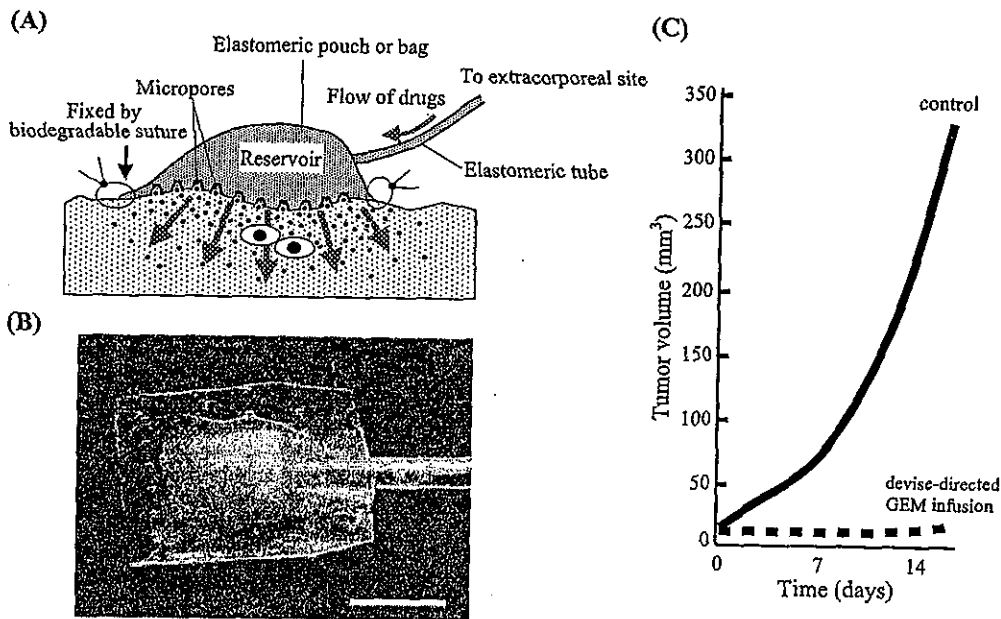 (A)
Elastomeric pouch or bag
Micropores
Fixed by
biodegradable suture
Reservoir
Flow of drugs
To extracorporeal site
Elastomeric tube
(B)
(C)
350
300
250
200
150
100
50
0
Tumor volume (mm³)
control
devise-directed
GEM infusion
0 7 14
Time (days)